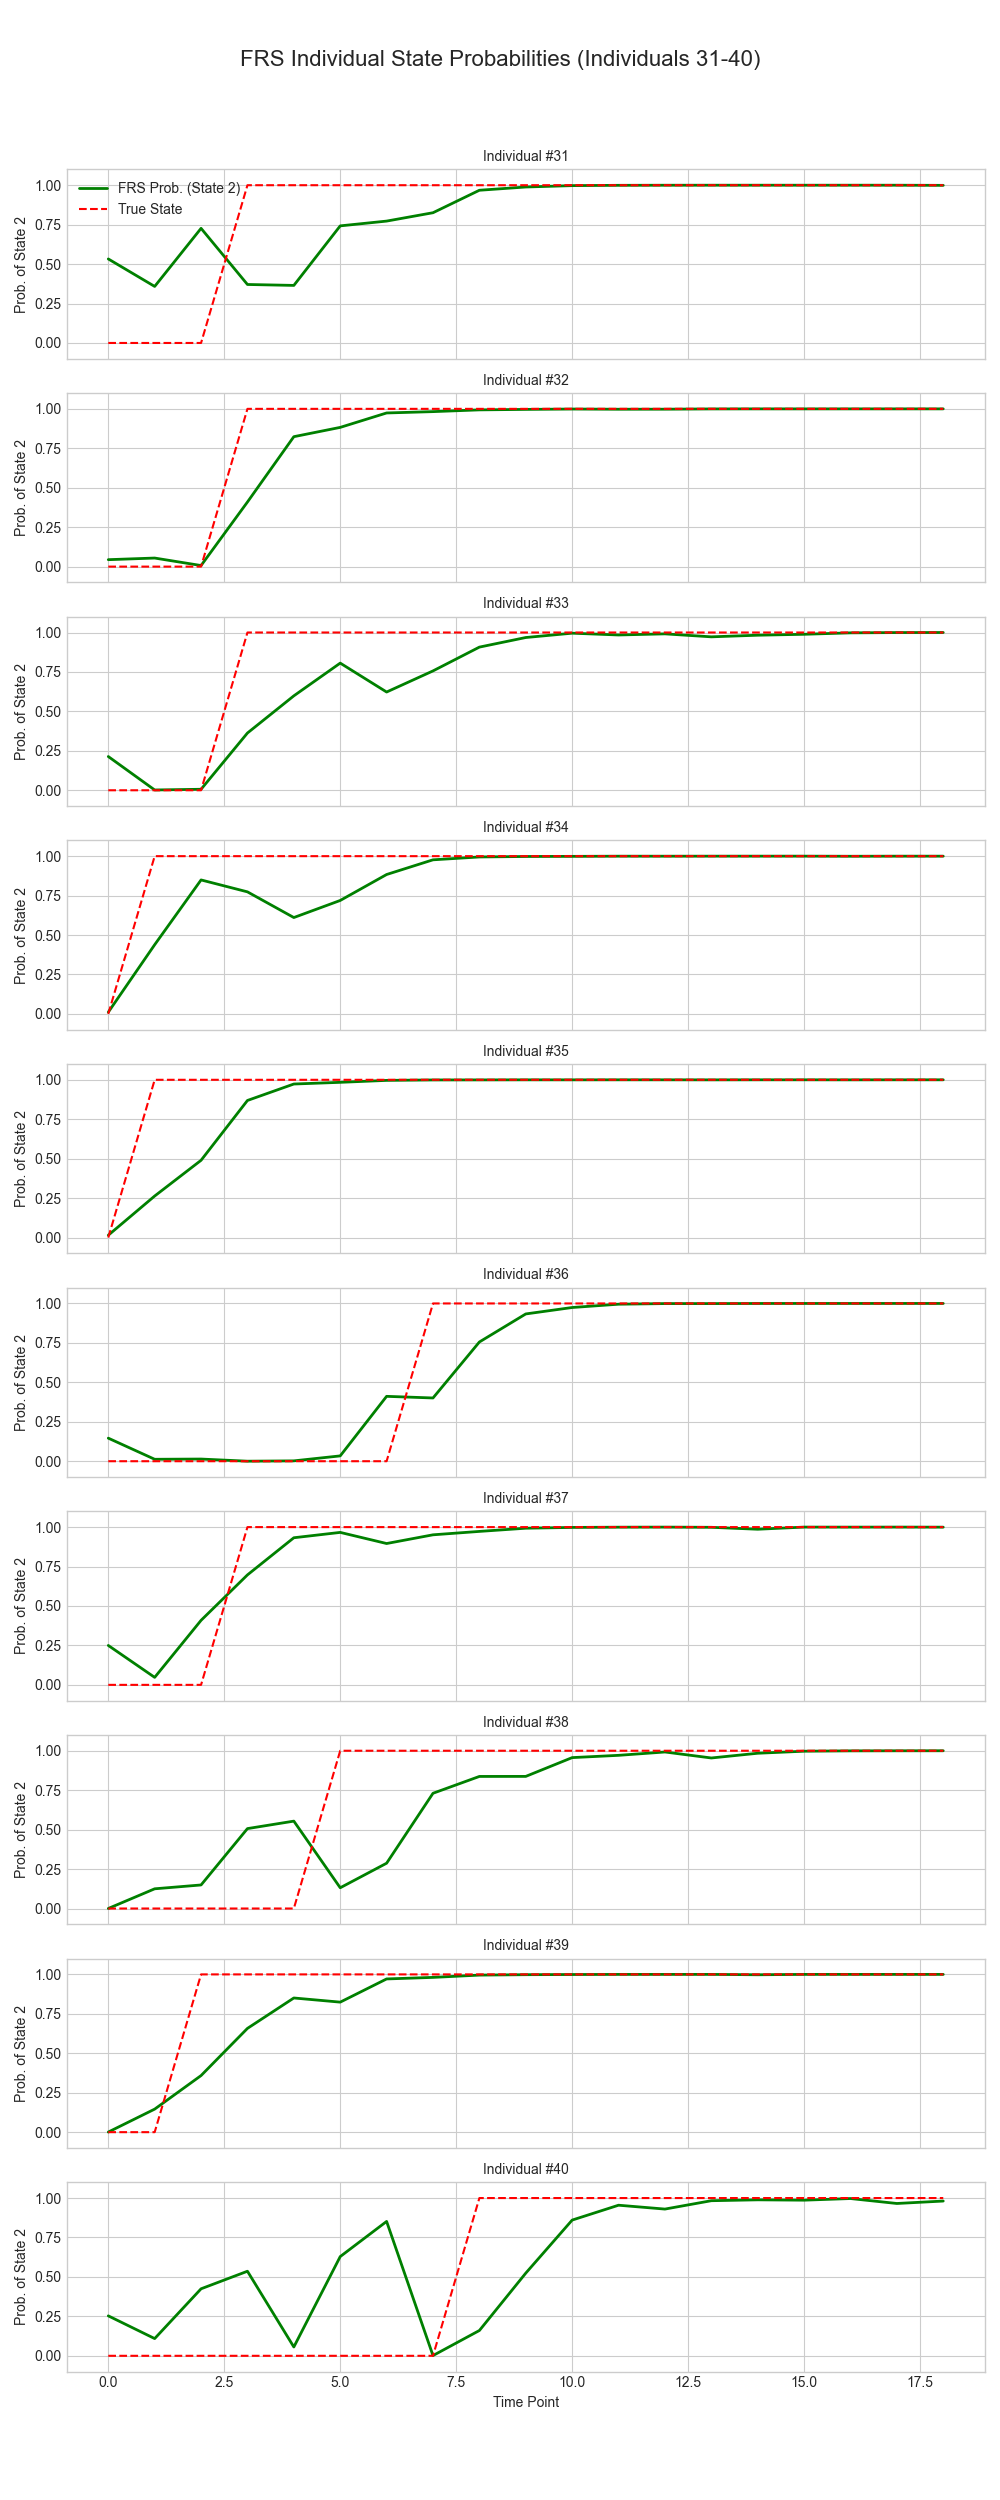 FRS Individual State Probabilities (Individuals 31-40)
Individual #31
FRS Prob. (State 2)
True State
Prob. of State 2
1.00
0.75
0.50
0.25
0.00
Individual #32
Prob. of State 2
1.00
0.75
0.50
0.25
0.00
Individual #33
Prob. of State 2
1.00
0.75
0.50
0.25
0.00
Individual #34
Prob. of State 2
1.00
0.75
0.50
0.25
0.00
Individual #35
Prob. of State 2
1.00
0.75
0.50
0.25
0.00
Individual #36
Prob. of State 2
1.00
0.75
0.50
0.25
0.00
Individual #37
Prob. of State 2
1.00
0.75
0.50
0.25
0.00
Individual #38
Prob. of State 2
1.00
0.75
0.50
0.25
0.00
Individual #39
Prob. of State 2
1.00
0.75
0.50
0.25
0.00
Individual #40
Prob. of State 2
1.00
0.75
0.50
0.25
0.00
0.0 2.5 5.0 7.5 10.0 12.5 15.0 17.5
Time Point